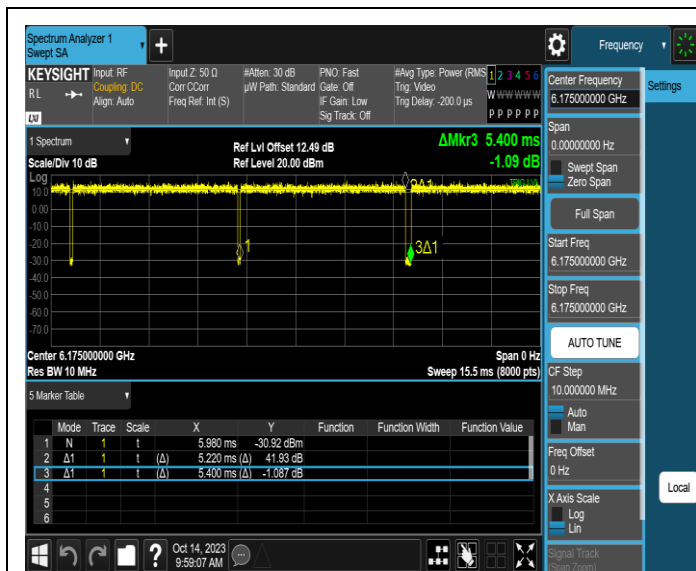 Spectrum Analyzer 1
Swept SA
+
Frequency
KEYSIGHT
RL
LXI
Input: RF
Coupling: DC
Align: Auto
Input Z: 50 Ω
Corr CCorr
Freq Ref: Int (S)
#Atten: 30 dB
µW Path: Standard
PNO: Fast
Gate: Off
IF Gain: Low
Sig Track: Off
#Avg Type: Power (RMS
Trig: Video
Trig Delay: -200.0 µs
1 2 3 4 5 6
W W W W W W
P P P P P P
1 Spectrum
Scale/Div 10 dB
Ref Lvl Offset 12.49 dB
Ref Level 20.00 dBm
ΔMkr3 5.400 ms
-1.09 dB
Log
10.0
0.00
-10.0
-20.0
-30.0
-40.0
-50.0
-60.0
-70.0
2Δ1
TRIG LVL
1
3Δ1
Center 6.175000000 GHz
Res BW 10 MHz
Span 0 Hz
Sweep 15.5 ms (8000 pts)
5 Marker Table
Mode Trace Scale X Y Function Function Width Function Value
1 N 1 t 5.980 ms -30.92 dBm
2 Δ1 1 t (Δ) 5.220 ms (Δ) 41.93 dB
3 Δ1 1 t (Δ) 5.400 ms (Δ) -1.087 dB
4
5
6
Oct 14, 2023
9:59:07 AM
?
Center Frequency
6.175000000 GHz
Span
0.00000000 Hz
Swept Span
Zero Span
Full Span
Start Freq
6.175000000 GHz
Stop Freq
6.175000000 GHz
AUTO TUNE
CF Step
10.000000 MHz
Auto
Man
Freq Offset
0 Hz
X Axis Scale
Log
Lin
Signal Track
(Span Zoom)
Settings
Local